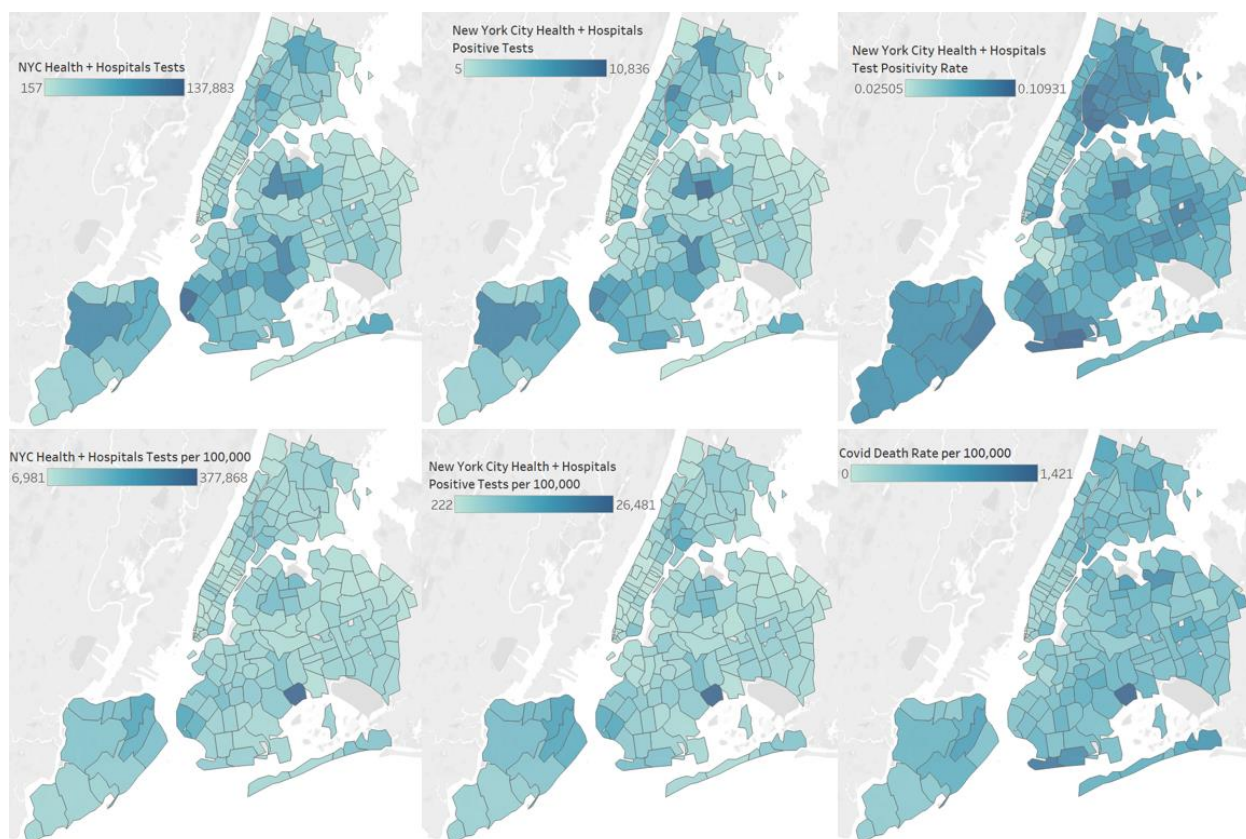 NYC Health + Hospitals Tests
157 137,883
New York City Health + Hospitals
Positive Tests
5 10,836
New York City Health + Hospitals
Test Positivity Rate
0.02505 0.10931
NYC Health + Hospitals Tests per 100,000
6,981 377,868
New York City Health + Hospitals
Positive Tests per 100,000
222 26,481
Covid Death Rate per 100,000
0 1,421